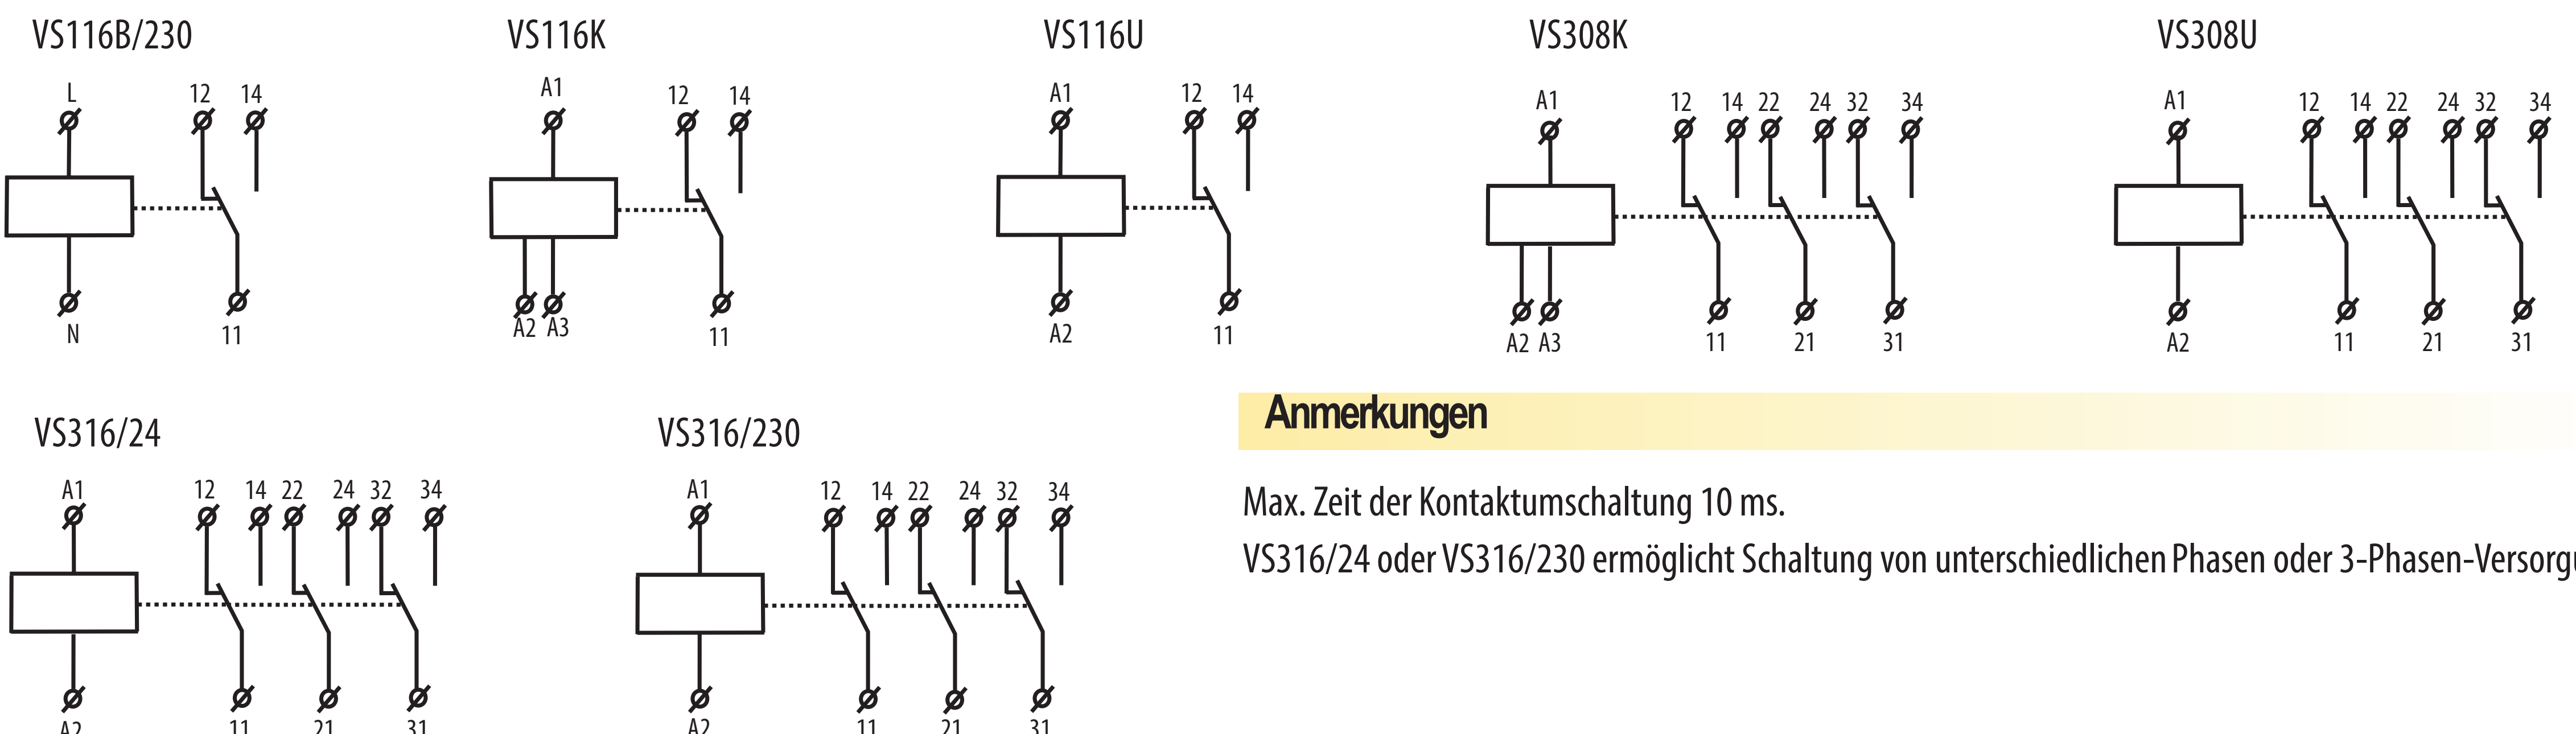 VS116B/230
L 12 14
N 11
VS116K
A1 12 14
A2 A3 11
VS116U
A1 12 14
A2 11
VS308K
A1 12 14 22 24 32 34
A2 A3 11 21 31
VS308U
A1 12 14 22 24 32 34
A2 11 21 31
VS316/24
A1 12 14 22 24 32 34
A2 11 21 31
VS316/230
A1 12 14 22 24 32 34
A2 11 21 31
Anmerkungen
Max. Zeit der Kontaktumschaltung 10 ms.
VS316/24 oder VS316/230 ermöglicht Schaltung von unterschiedlichen Phasen oder